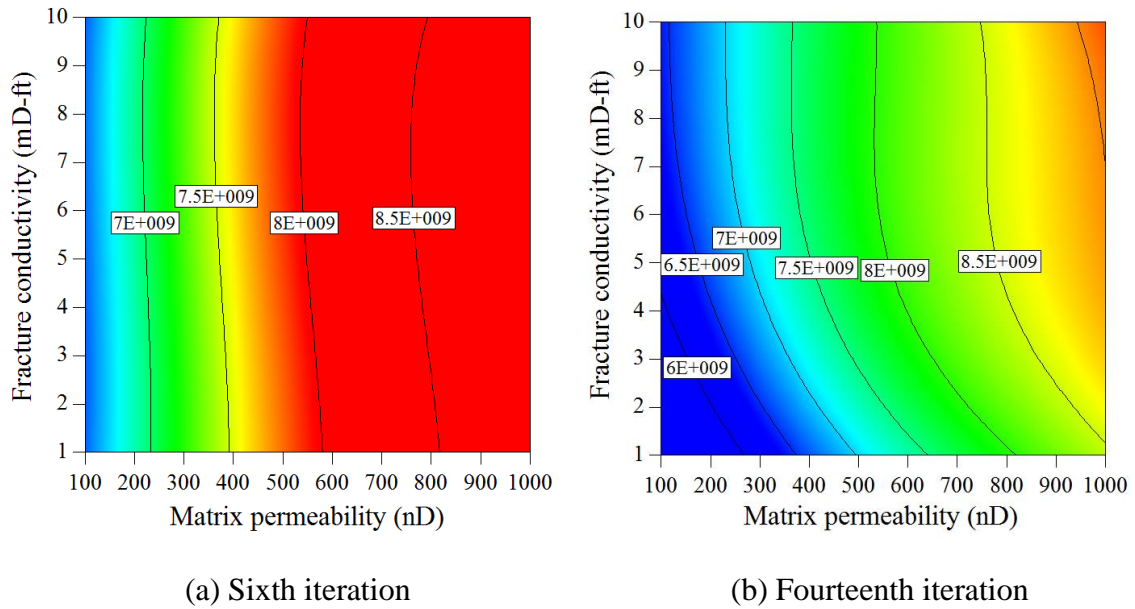 10
9
8
7
6
5
4
3
2
1
Fracture conductivity (mD-ft)
7E+009
7.5E+009
8E+009
8.5E+009
100 200 300 400 500 600 700 800 900 1000
Matrix permeability (nD)
(a) Sixth iteration
10
9
8
7
6
5
4
3
2
1
Fracture conductivity (mD-ft)
7E+009
6.5E+009
7.5E+009
8E+009
8.5E+009
6E+009
100 200 300 400 500 600 700 800 900 1000
Matrix permeability (nD)
(b) Fourteenth iteration